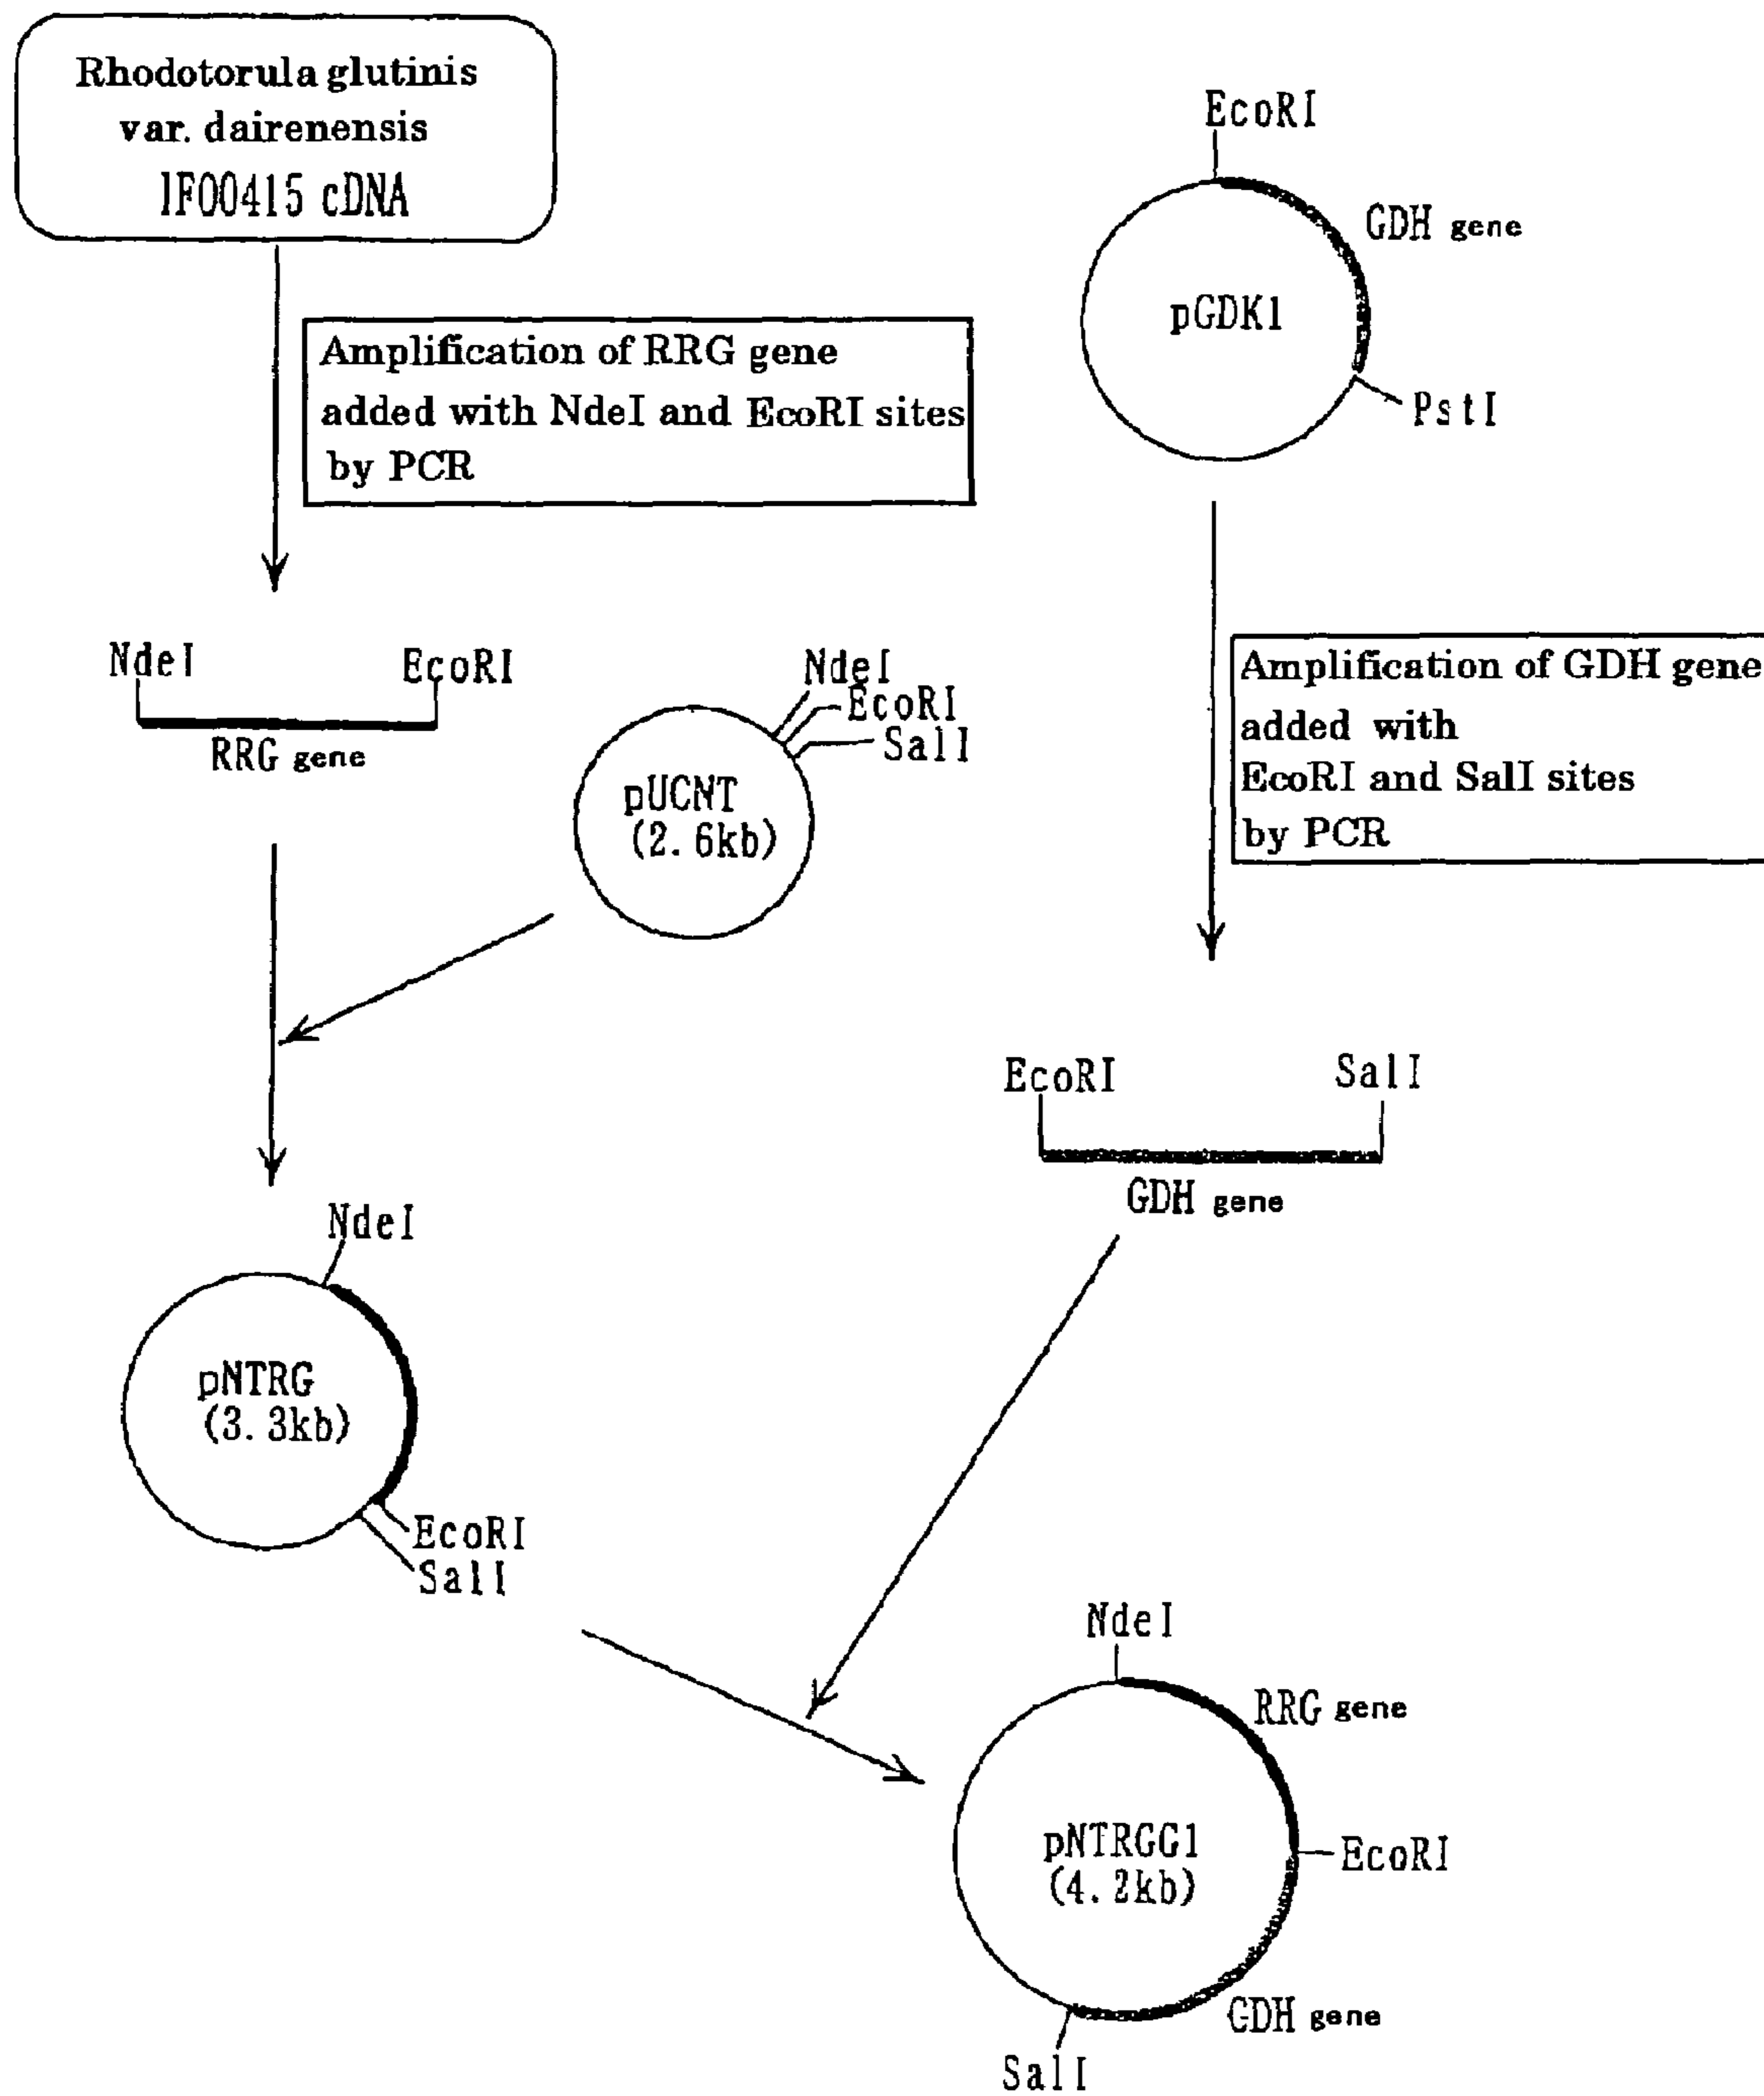 Rhodotorula glutinis
var. dairenensis
IFO0415 cDNA
Amplification of RRG gene
added with NdeI and EcoRI sites
by PCR
EcoRI
GDH gene
pGDK1
PstI
NdeI
EcoRI
RRG gene
NdeI
EcoRI
SalI
pUCNT
(2.6kb)
Amplification of GDH gene
added with
EcoRI and SalI sites
by PCR
EcoRI
SalI
GDH gene
NdeI
pNTRG
(3.3kb)
EcoRI
SalI
NdeI
RRG gene
pNTRGG1
(4.2kb)
EcoRI
GDH gene
SalI